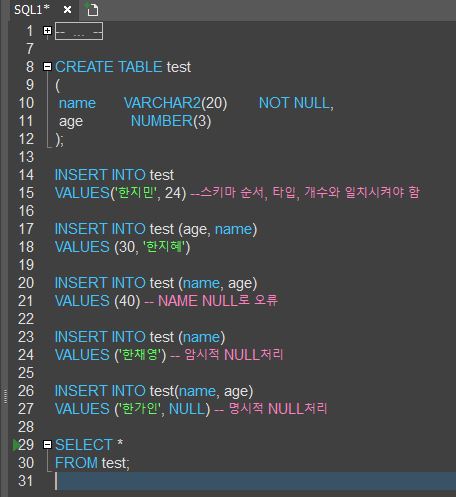 SQL1*
1 -- ... --
7
8 CREATE TABLE test
9 (
10 name VARCHAR2(20) NOT NULL,
11 age NUMBER(3)
12 );
13
14 INSERT INTO test
15 VALUES('한지민', 24) --스키마 순서, 타입, 개수와 일치시켜야 함
16
17 INSERT INTO test (age, name)
18 VALUES (30, '한지혜')
19
20 INSERT INTO test (name, age)
21 VALUES (40) -- NAME NULL로 오류
22
23 INSERT INTO test (name)
24 VALUES ('한채영') -- 암시적 NULL처리
25
26 INSERT INTO test(name, age)
27 VALUES ('한가인', NULL) -- 명시적 NULL처리
28
29 SELECT *
30 FROM test;
31